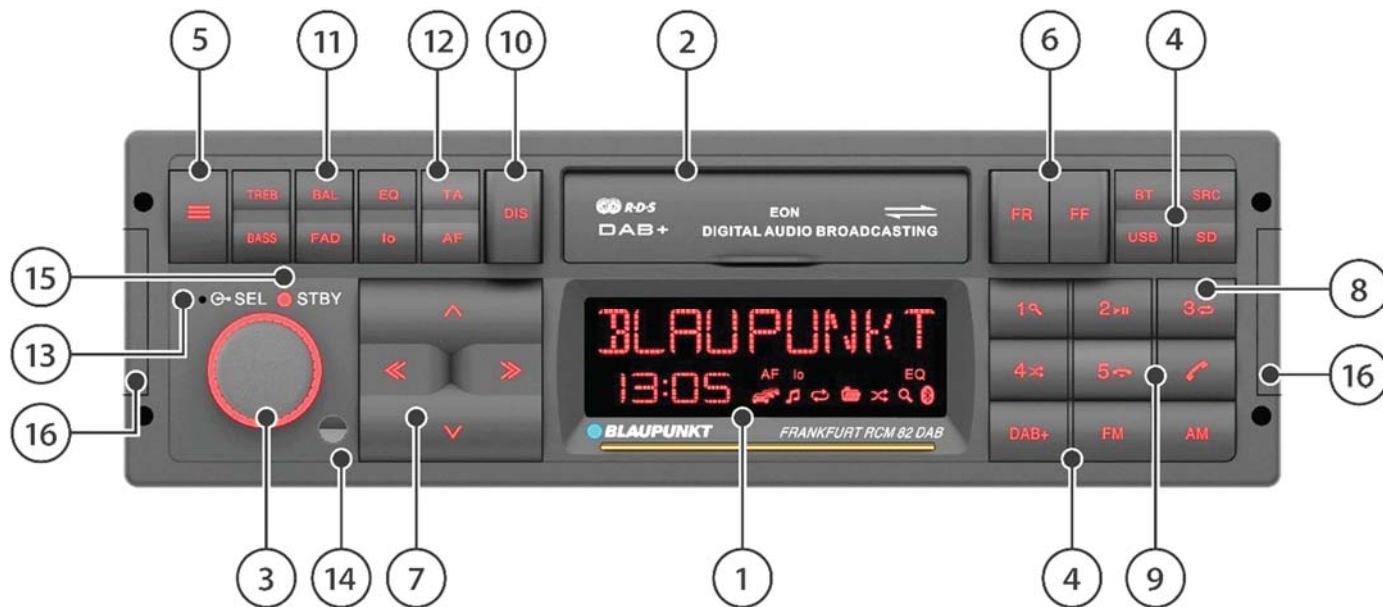 5 11 12 10 2 6 4
TREB BAL EQ TA
BASS FAD lo AF
DIS
R·D·S
DAB+
EON
DIGITAL AUDIO BROADCASTING
FR FF
BT SRC
USB SD
15
SEL STBY
13
16
BLAUPUNKT
AF lo EQ
13:05
BLAUPUNKT FRANKFURT RCM 82 DAB
1 2 3
4 5
DAB+ FM AM
8
16
3 14 7 1 4 9